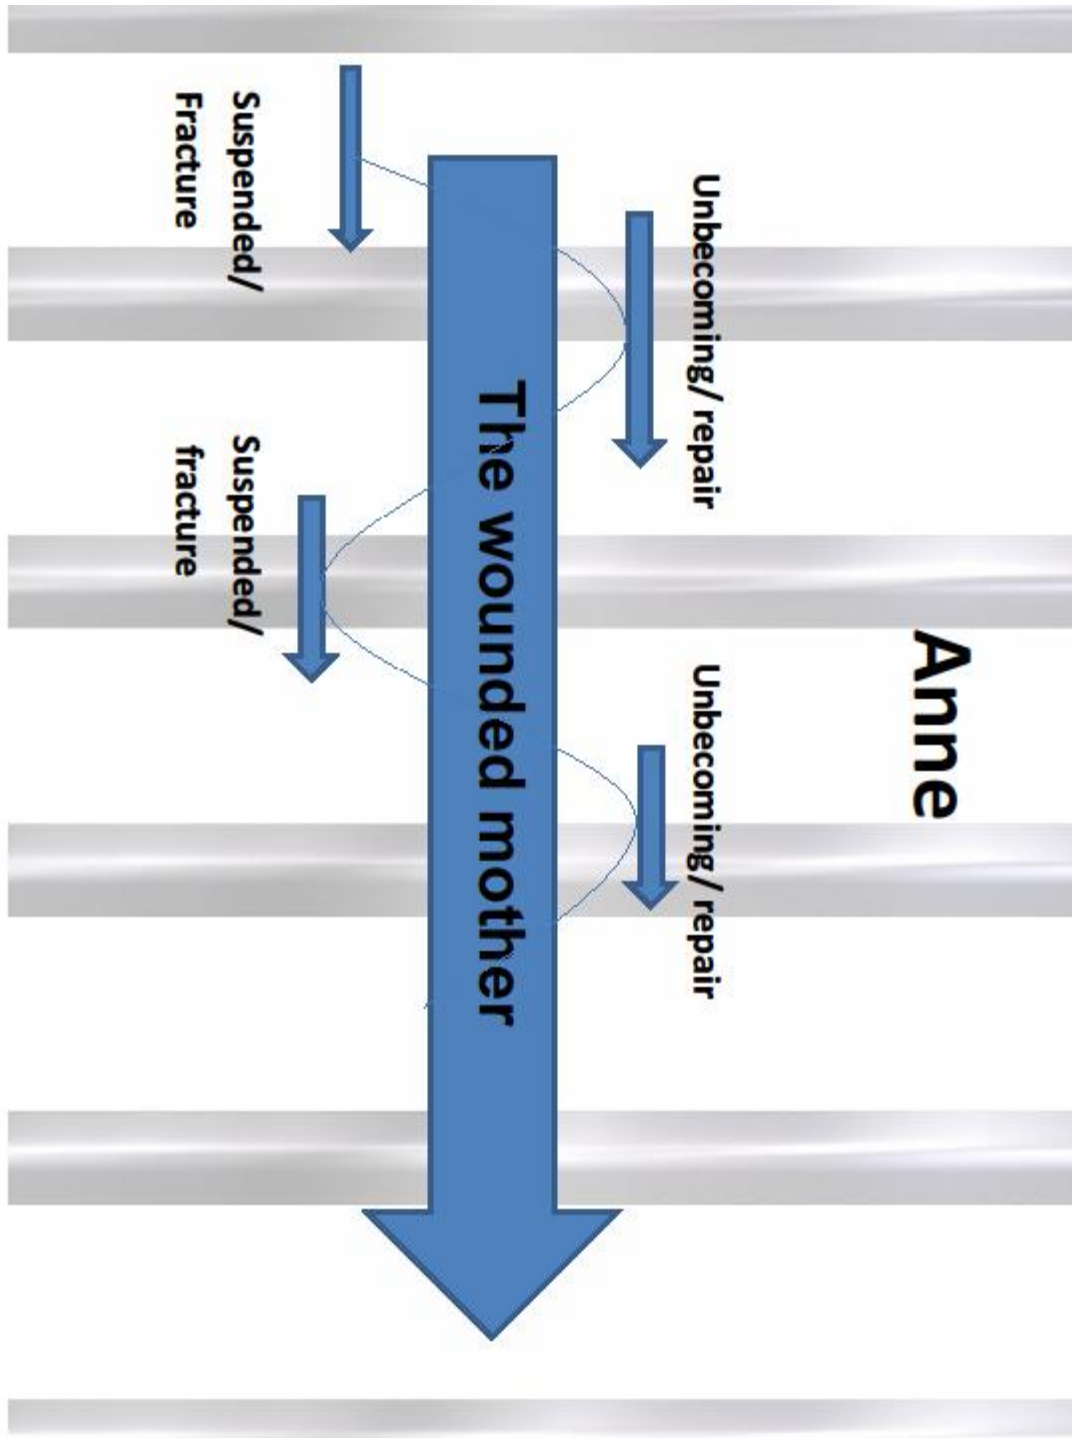 Anne
Unbecoming/ repair
Unbecoming/ repair
The wounded mother
Suspended/
Fracture
Suspended/
fracture